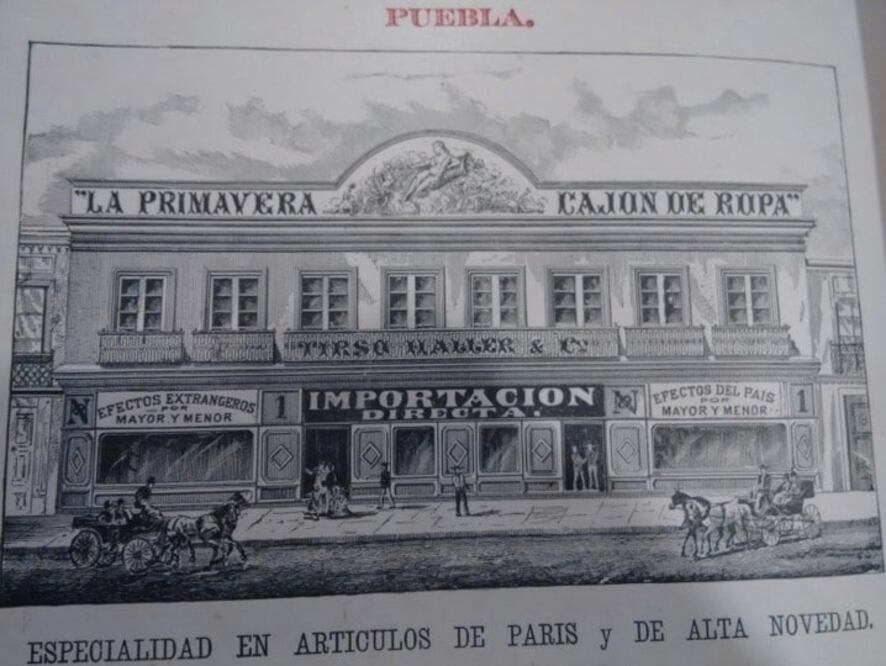 PUEBLA.
"LA PRIMAVERA CAJON DE ROPA"
TIRSO HALLER & Co
N 1
EFECTOS EXTRANGEROS
POR
MAYOR Y MENOR
IMPORTACION
DIRECTA.
N 1
EFECTOS DEL PAIS
POR
MAYOR Y MENOR
ESPECIALIDAD EN ARTICULOS DE PARIS y DE ALTA NOVEDAD.